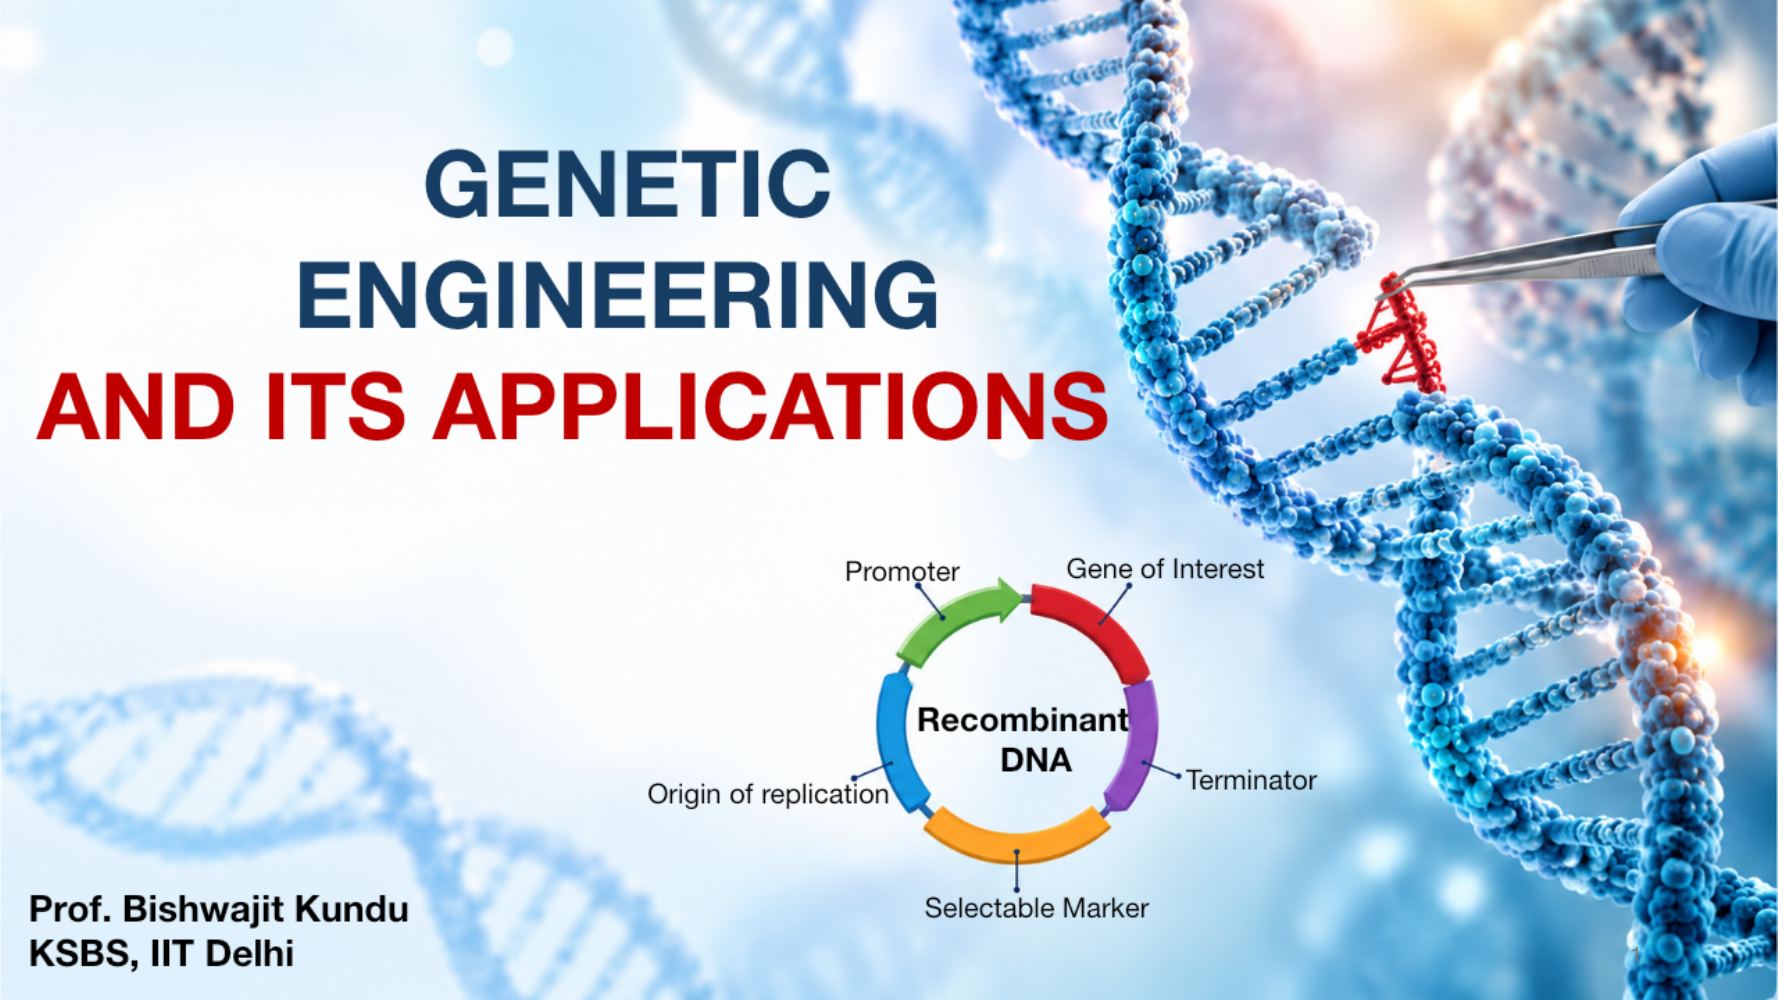 GENETIC
ENGINEERING
AND ITS APPLICATIONS
Promoter
Gene of Interest
Recombinant
DNA
Origin of replication
Terminator
Selectable Marker
Prof. Bishwajit Kundu
KSBS, IIT Delhi